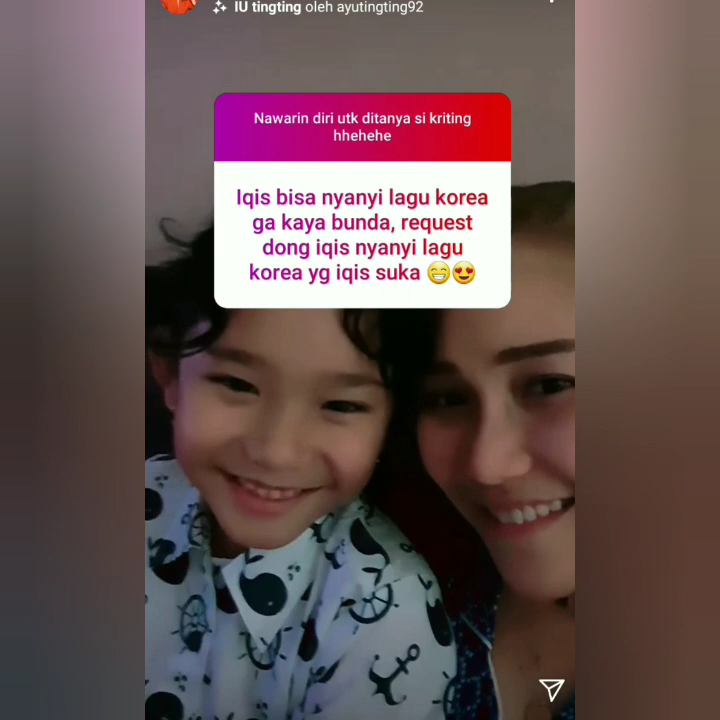 IU tingting oleh ayutingting92
Nawarin diri utk ditanya si kriting
hhehehe
Iqis bisa nyanyi lagu korea
ga kaya bunda, request
dong iqis nyanyi lagu
korea yg iqis suka 😁😍